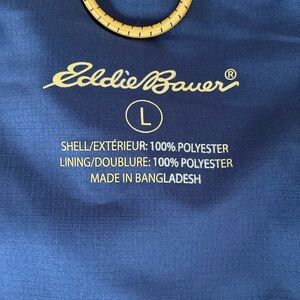 Eddie Bauer®
L
SHELL/EXTÉRIEUR: 100% POLYESTER
LINING/DOUBLURE: 100% POLYESTER
MADE IN BANGLADESH